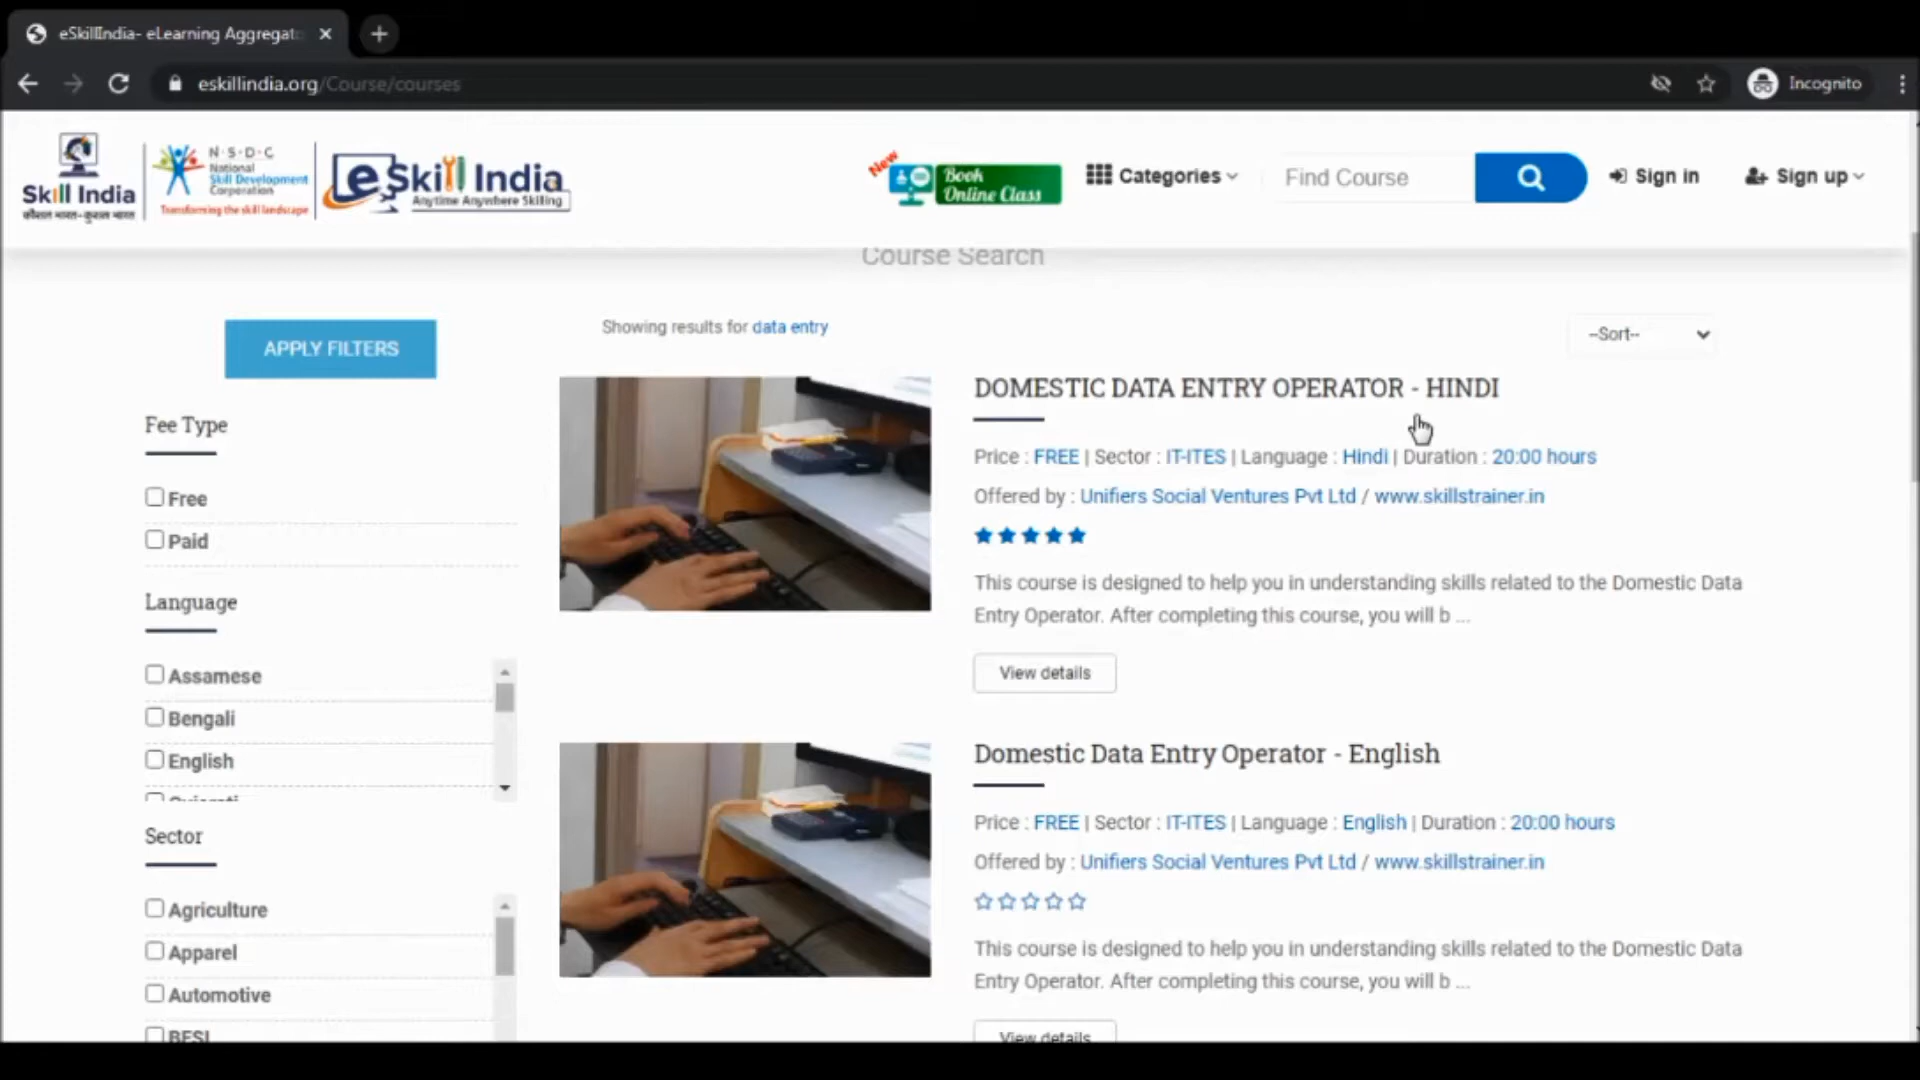 eSkillIndia- eLearning Aggregat
eskillindia.org/Course/courses
Incognito
Skill India
कौशल भारत-कुशल भारत
N·S·D·C
National
Skill Development
Corporation
Transforming the skill landscape
eSkill India
Anytime Anywhere Skilling
New
Book
Online Class
Categories
Find Course
Sign in
Sign up
Course Search
APPLY FILTERS
Fee Type
Free
Paid
Language
Assamese
Bengali
English
Gujarati
Sector
Agriculture
Apparel
Automotive
BFSI
Showing results for data entry
--Sort--
DOMESTIC DATA ENTRY OPERATOR - HINDI
Price : FREE | Sector : IT-ITES | Language : Hindi | Duration : 20:00 hours
Offered by : Unifiers Social Ventures Pvt Ltd / www.skillstrainer.in
This course is designed to help you in understanding skills related to the Domestic Data
Entry Operator. After completing this course, you will b ...
View details
Domestic Data Entry Operator - English
Price : FREE | Sector : IT-ITES | Language : English | Duration : 20:00 hours
Offered by : Unifiers Social Ventures Pvt Ltd / www.skillstrainer.in
This course is designed to help you in understanding skills related to the Domestic Data
Entry Operator. After completing this course, you will b ...
View details